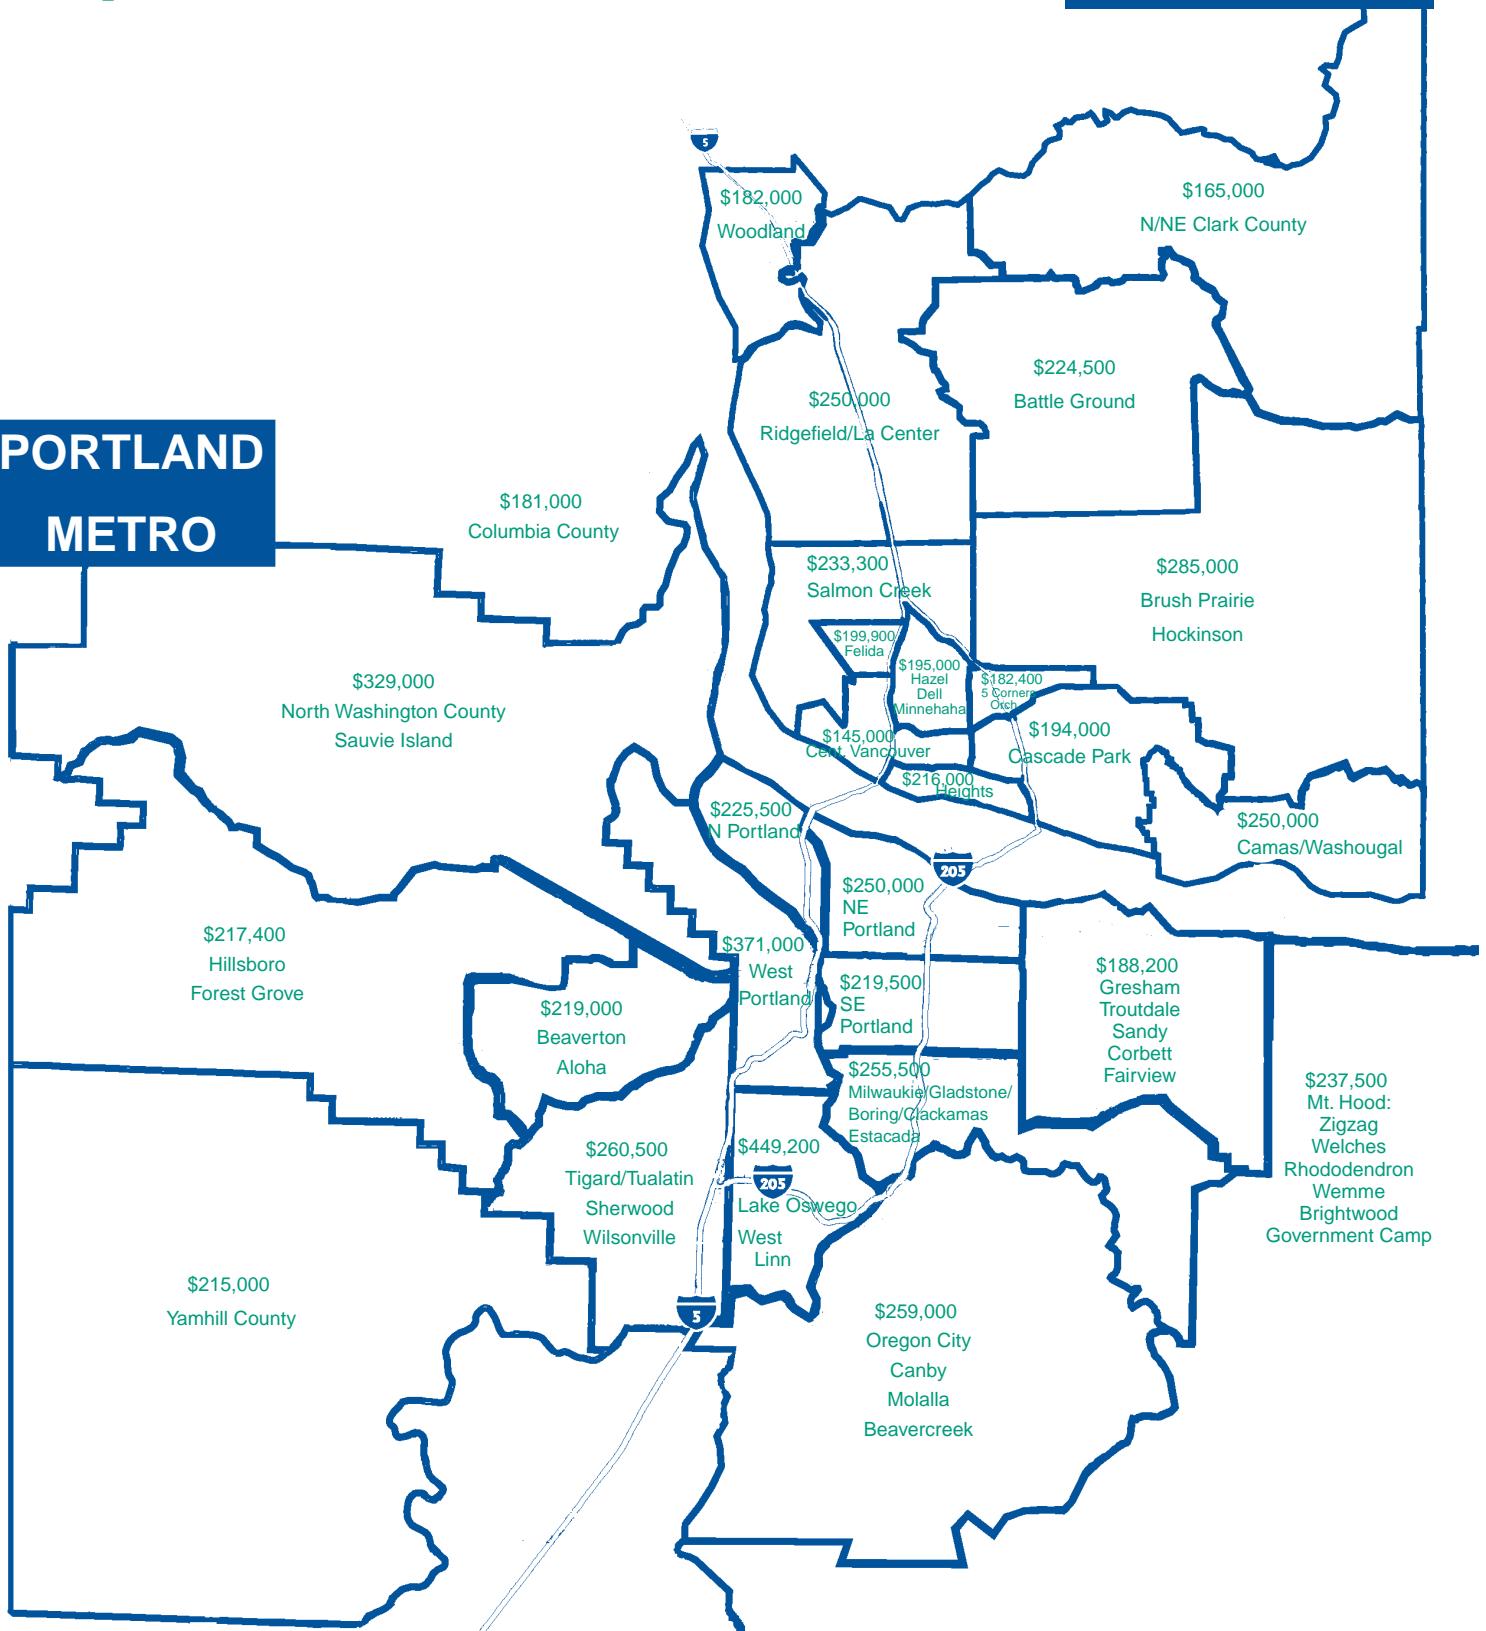 5
$182,000
Woodland
$165,000
N/NE Clark County
$224,500
Battle Ground
$250,000
Ridgefield/La Center
PORTLAND
METRO
$181,000
Columbia County
$233,300
Salmon Creek
$285,000
Brush Prairie
Hockinson
$199,900
Felida
$195,000
Hazel
Dell
Minnehaha
$182,400
5 Corners
Orch
$329,000
North Washington County
Sauvie Island
$194,000
Cascade Park
$145,000
Cent. Vancouver
$216,000
Heights
$225,500
N Portland
$250,000
Camas/Washougal
205
$250,000
NE
Portland
$217,400
Hillsboro
Forest Grove
$371,000
West
Portland
$219,500
SE
Portland
$188,200
Gresham
Troutdale
Sandy
Corbett
Fairview
$219,000
Beaverton
Aloha
$255,500
Milwaukie/Gladstone/
Boring/Clackamas
Estacada
$237,500
Mt. Hood:
Zigzag
Welches
Rhododendron
Wemme
Brightwood
Government Camp
$260,500
Tigard/Tualatin
Sherwood
Wilsonville
$449,200
205
Lake Oswego
West
Linn
$215,000
Yamhill County
5
$259,000
Oregon City
Canby
Molalla
Beavercreek